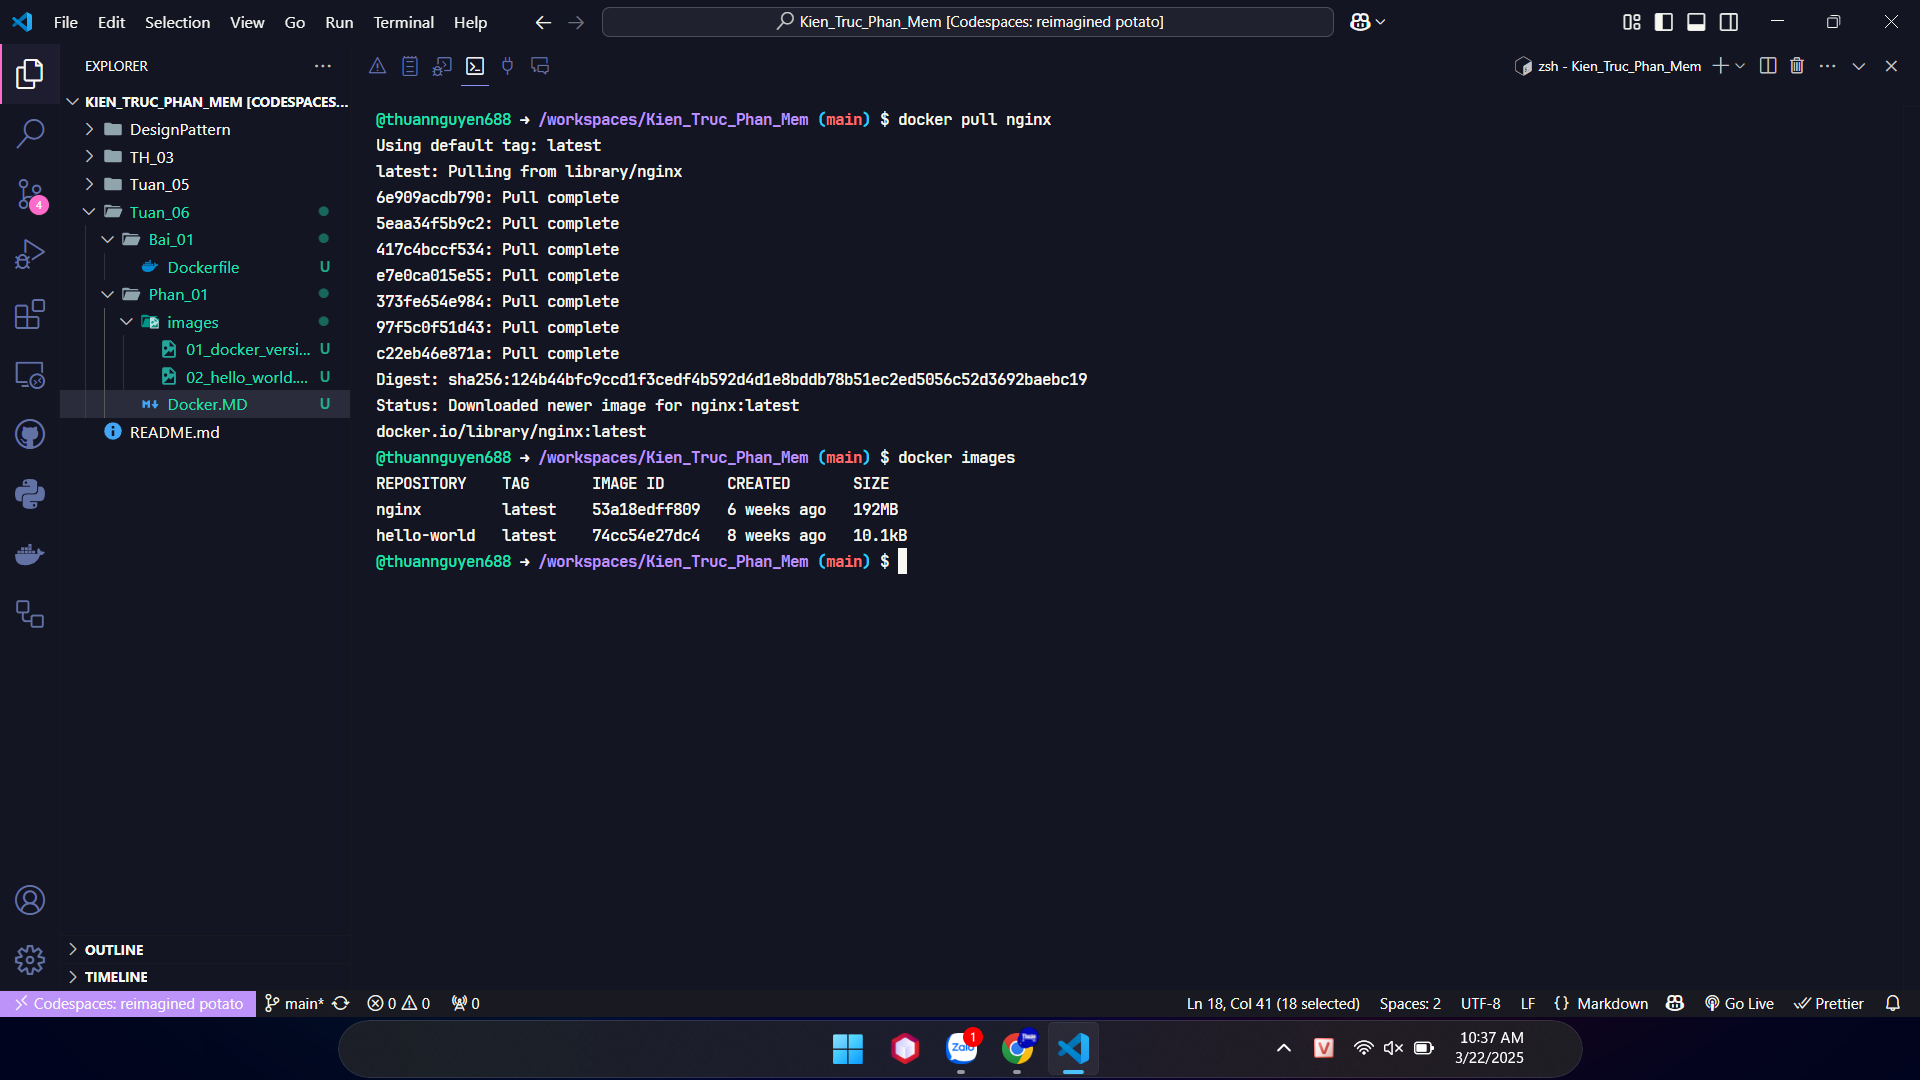 File Edit Selection View Go Run Terminal Help
Kien_Truc_Phan_Mem [Codespaces: reimagined potato]
EXPLORER
zsh - Kien_Truc_Phan_Mem
KIEN_TRUC_PHAN_MEM [CODESPACES...
DesignPattern
TH_03
Tuan_05
Tuan_06
Bai_01
Dockerfile U
Phan_01
images
01_docker_versi... U
02_hello_world.... U
Docker.MD U
README.md
4
OUTLINE
TIMELINE
@thuannguyen688 → /workspaces/Kien_Truc_Phan_Mem (main) $ docker pull nginx
Using default tag: latest
latest: Pulling from library/nginx
6e909acdb790: Pull complete
5eaa34f5b9c2: Pull complete
417c4bccf534: Pull complete
e7e0ca015e55: Pull complete
373fe654e984: Pull complete
97f5c0f51d43: Pull complete
c22eb46e871a: Pull complete
Digest: sha256:124b44bfc9ccd1f3cedf4b592d4d1e8bddb78b51ec2ed5056c52d3692baebc19
Status: Downloaded newer image for nginx:latest
docker.io/library/nginx:latest
@thuannguyen688 → /workspaces/Kien_Truc_Phan_Mem (main) $ docker images
REPOSITORY TAG IMAGE ID CREATED SIZE
nginx latest 53a18edff809 6 weeks ago 192MB
hello-world latest 74cc54e27dc4 8 weeks ago 10.1kB
@thuannguyen688 → /workspaces/Kien_Truc_Phan_Mem (main) $
Codespaces: reimagined potato main* 0 0 0 Ln 18, Col 41 (18 selected) Spaces: 2 UTF-8 LF {} Markdown Go Live Prettier
Zalo 1
V
10:37 AM
3/22/2025